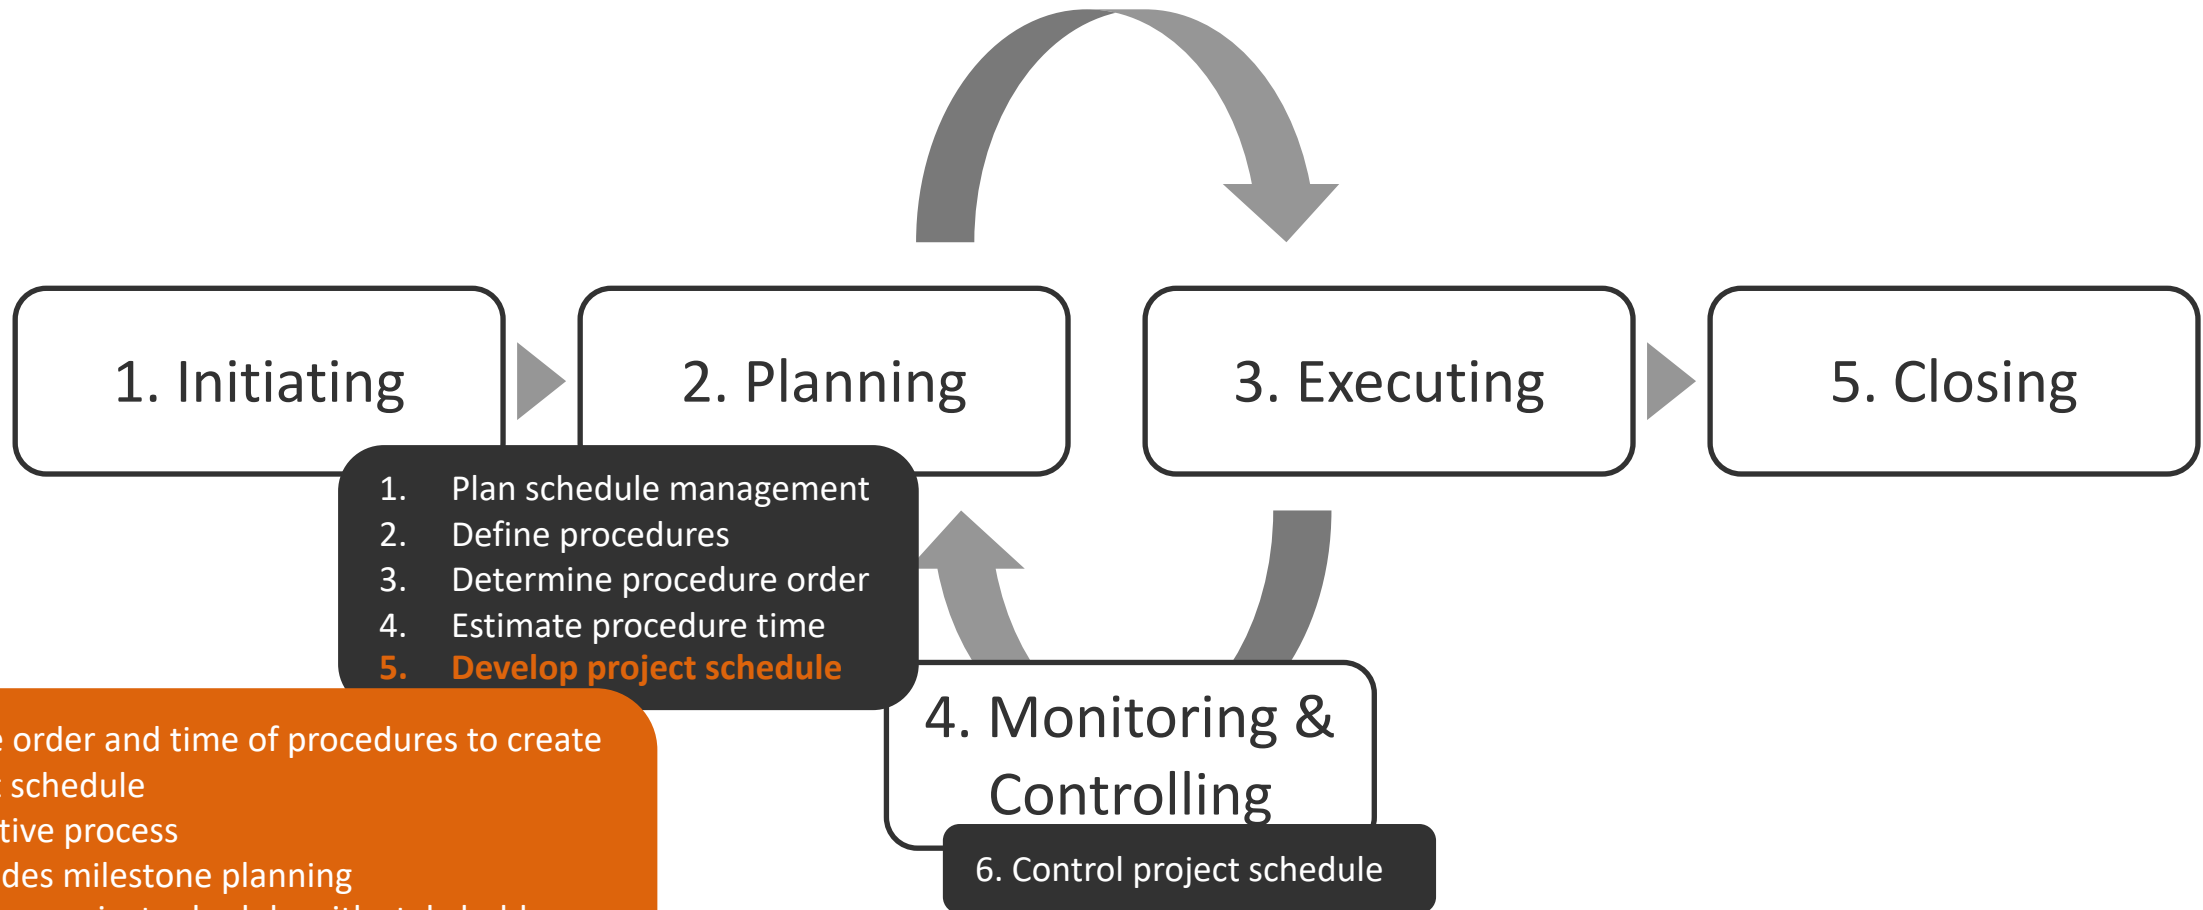 1. Initiating
2. Planning
3. Executing
5. Closing
1. Plan schedule management
2. Define procedures
3. Determine procedure order
4. Estimate procedure time
5. Develop project schedule
order and time of procedures to create
schedule
process
milestone planning
4. Monitoring &
Controlling
6. Control project schedule